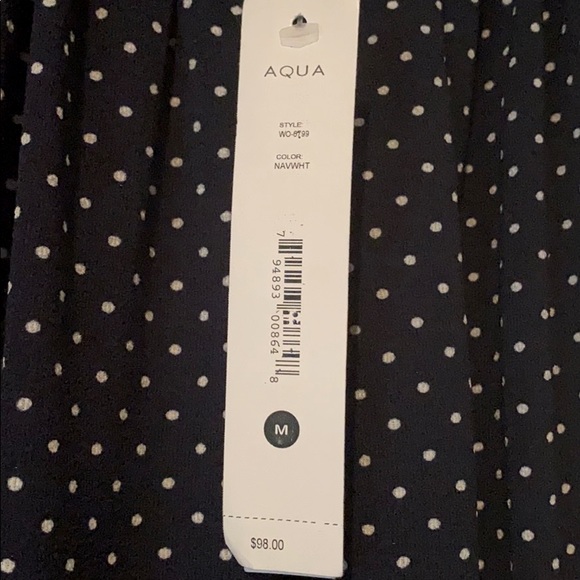 AQUA
STYLE:
COLOR:
NAVWHT
7 94893 00864 8
M
$98.00